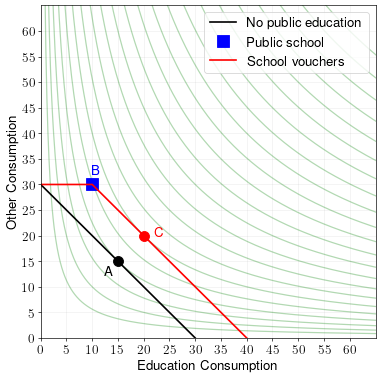 No public education
Public school
School vouchers
Other Consumption
65
60
55
50
45
40
35
30
25
20
15
10
5
0
B
C
A
0 5 10 15 20 25 30 35 40 45 50 55 60
Education Consumption